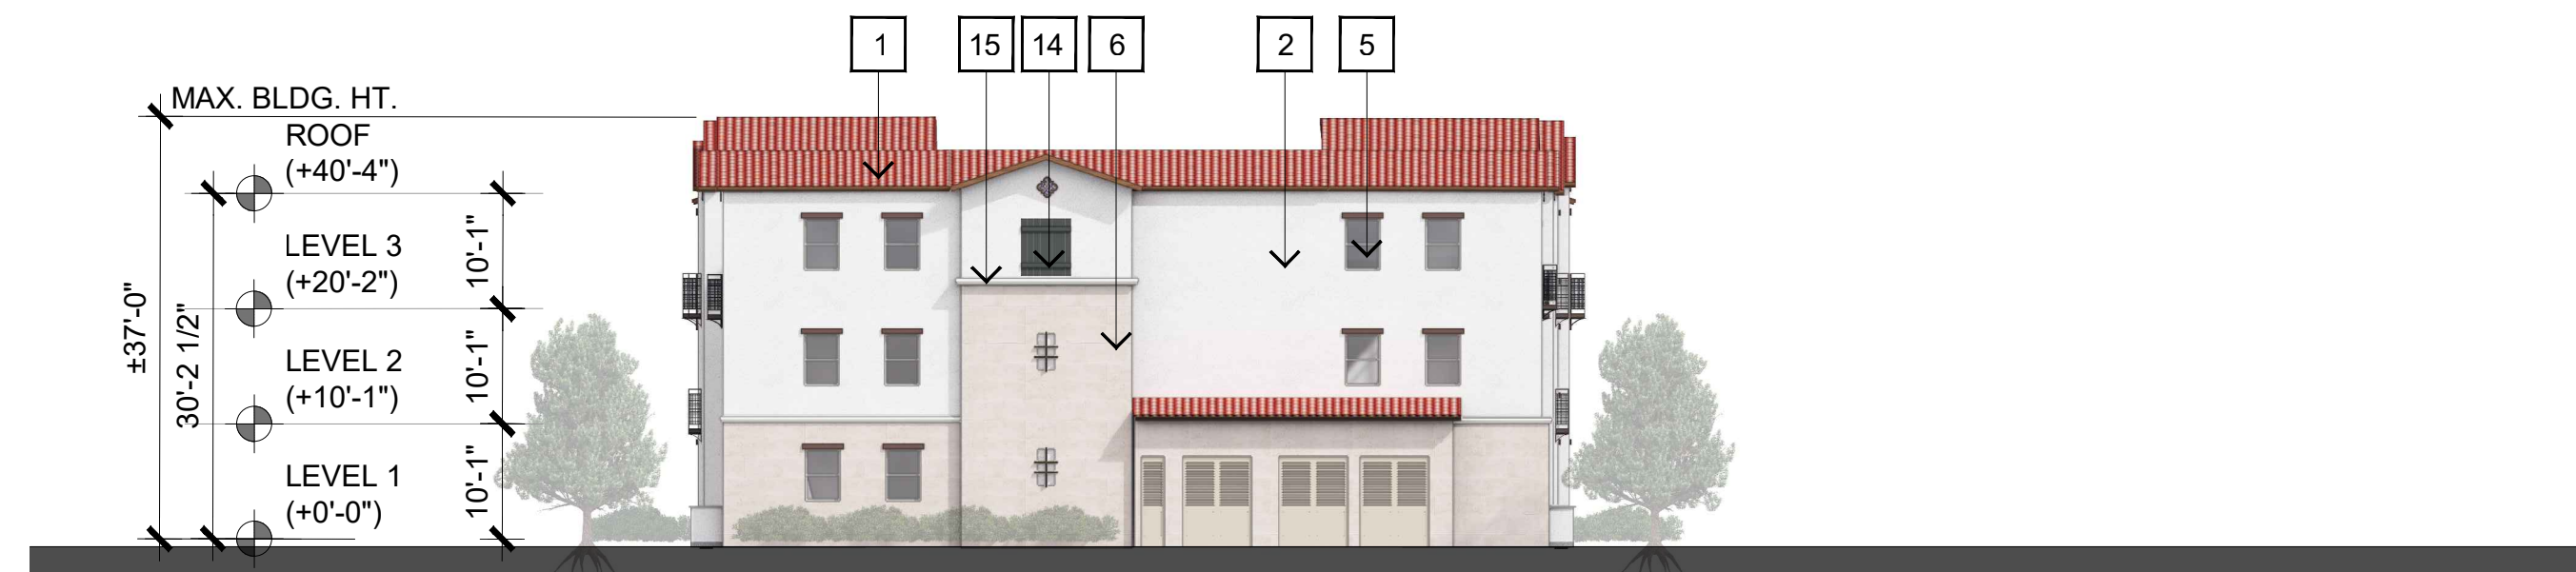 1 15 14 6 2 5
MAX. BLDG. HT.
ROOF
(+40'-4")
LEVEL 3
(+20'-2")
LEVEL 2
(+10'-1")
LEVEL 1
(+0'-0")
±37'-0"
30'-2 1/2"
10'-1"
10'-1"
10'-1"